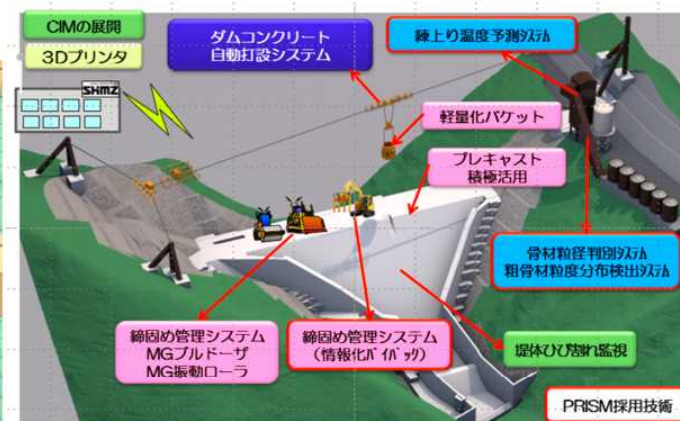 CIMの展開
3Dプリンタ
SHMZ
ダムコンクリート
自動打設システム
練上り温度予測システム
軽量化バケット
プレキャスト
積極活用
骨材粒径判別システム
粗骨材粒度分布検出システム
締固め管理システム
MGブルドーザ
MG振動ローラ
締固め管理システム
（情報化バイバック）
堤体ひび割れ監視
PRISM採用技術